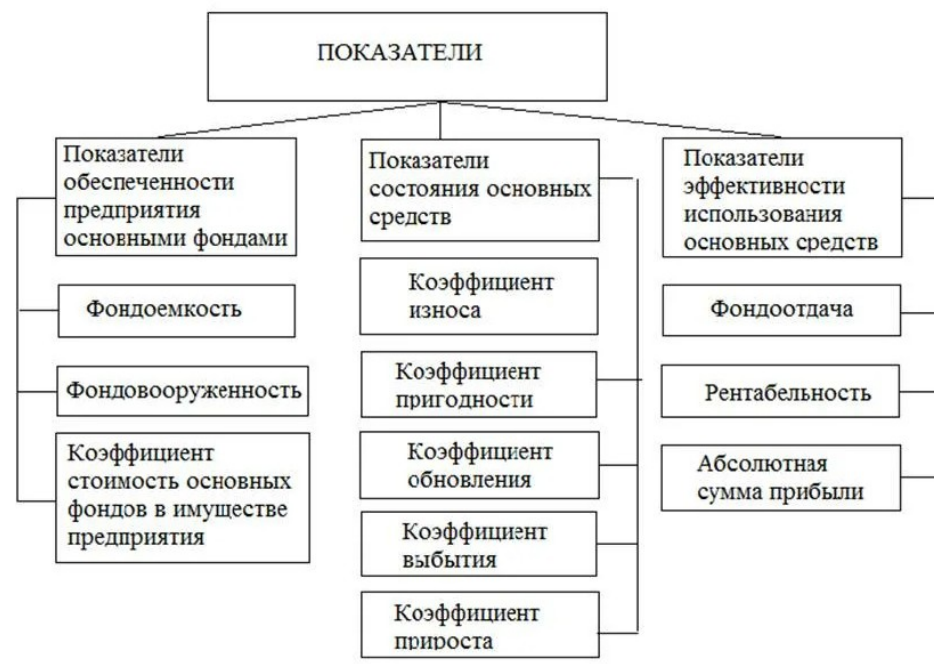 ПОКАЗАТЕЛИ
Показатели
обеспеченности
предприятия
основными фондами
Фондоемкость
Фондовооруженность
Коэффициент
стоимость основных
фондов в имуществе
предприятия
Показатели
состояния основных
средств
Коэффициент
износа
Коэффициент
пригодности
Коэффициент
обновления
Коэффициент
выбытия
Коэффициент
прироста
Показатели
эффективности
использования
основных средств
Фондоотдача
Рентабельность
Абсолютная
сумма прибыли